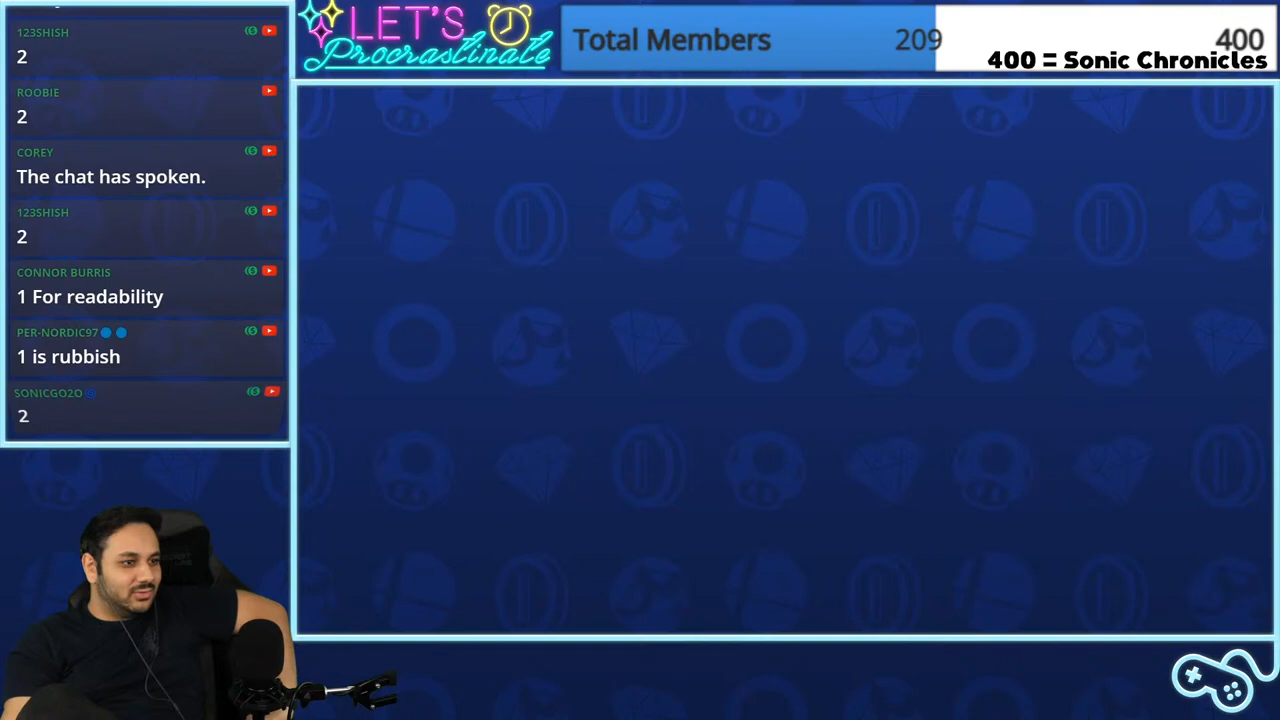 123SHISH
2
ROOBIE
2
COREY
The chat has spoken.
123SHISH
2
CONNOR BURRIS
1 For readability
PER-NORDIC97
1 is rubbish
SONICGO2O
2
LET'S
Procrastinate
Total Members 209 400
400 = Sonic Chronicles